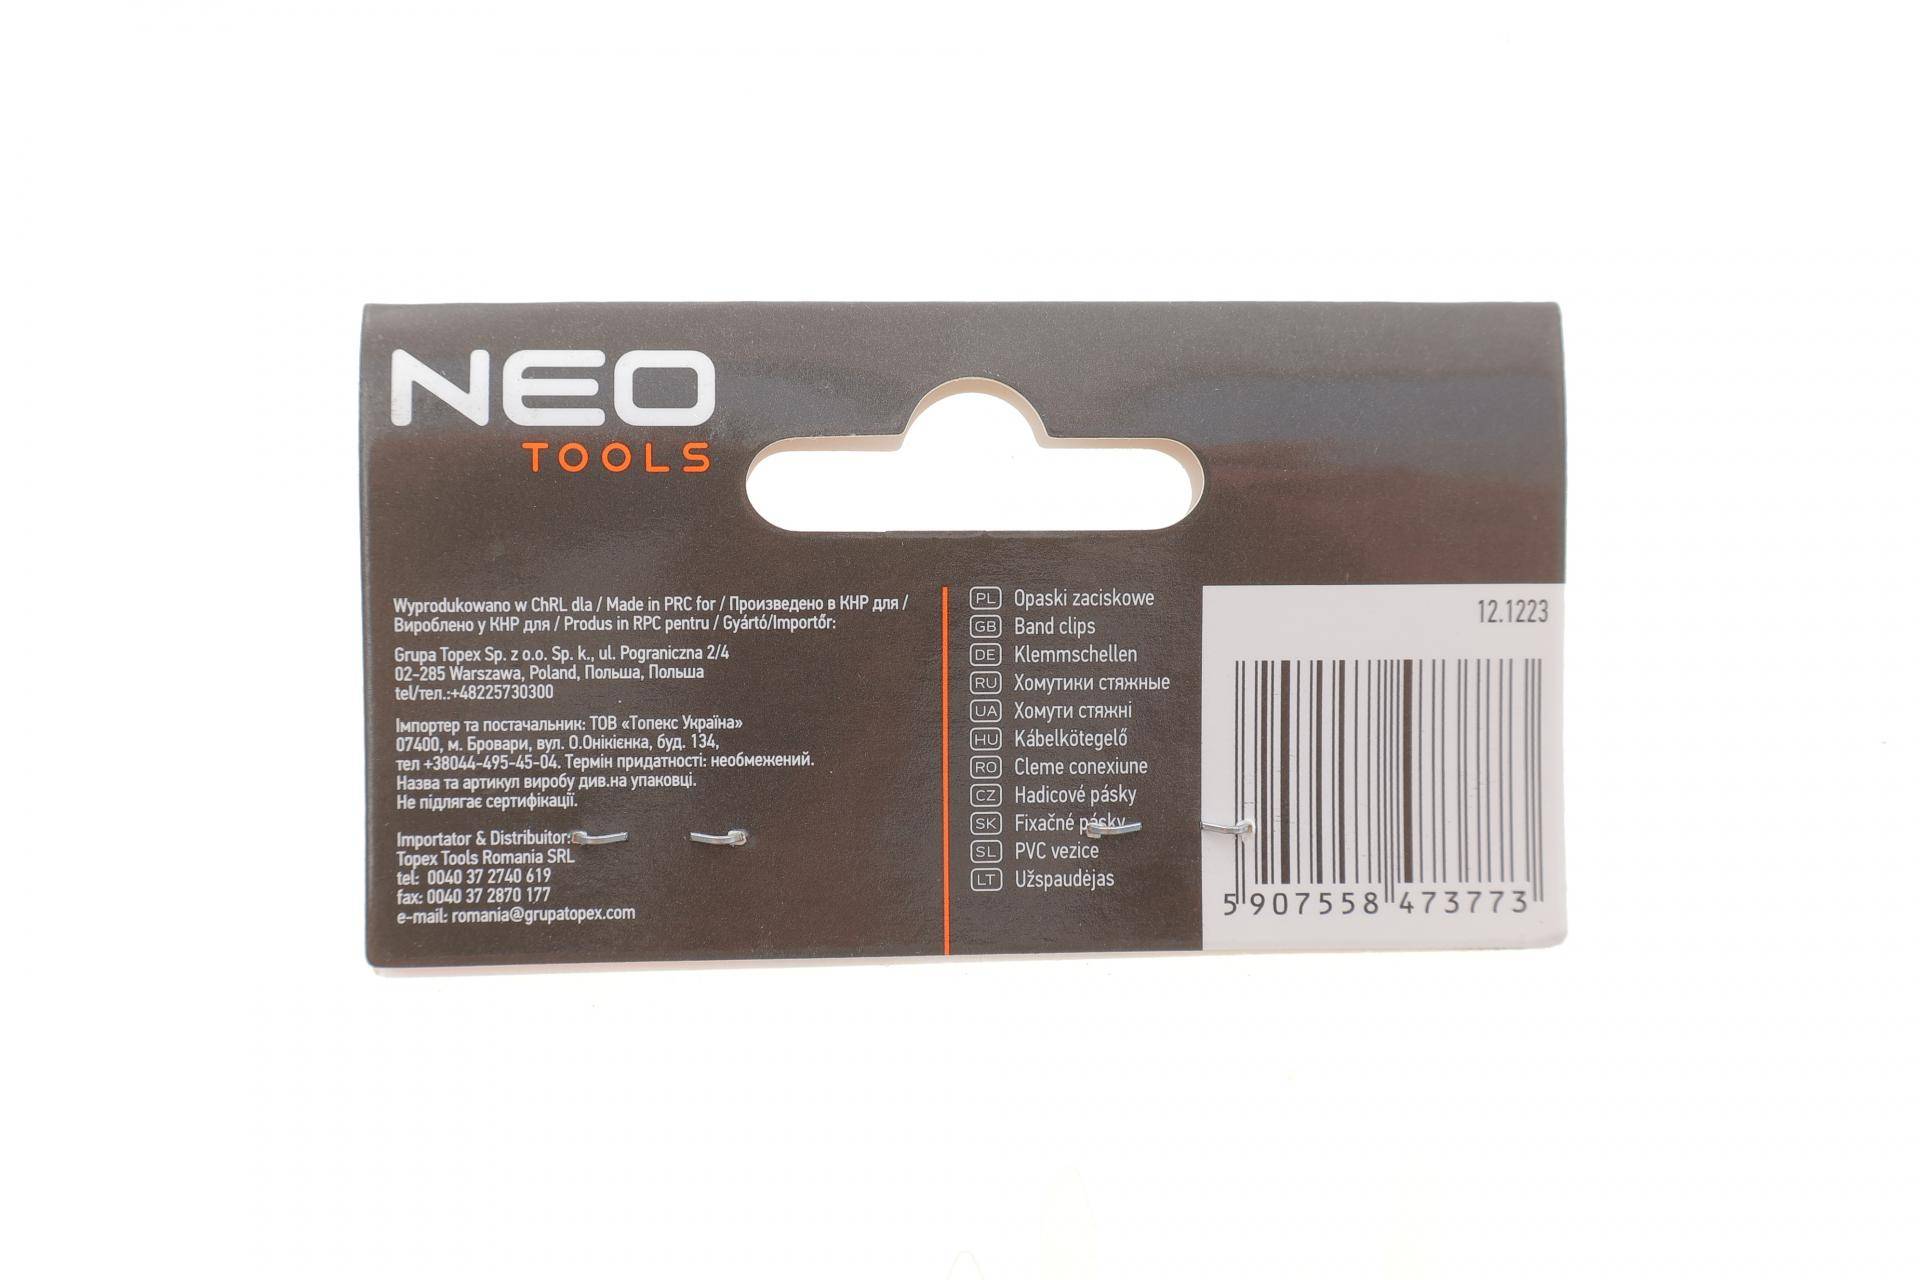 NEO
TOOLS
Wyprodukowano w ChRL dla / Made in PRC for / Произведено в КНР для /
Вироблено у КНР для / Produs in RPC pentru / Gyártó/Importőr:
Grupa Topex Sp. z o.o. Sp. k., ul. Pograniczna 2/4
02-285 Warszawa, Poland, Польша, Польща
tel/тел.:+48225730300
Імпортер та постачальник: ТОВ «Топекс Україна»
07400, м. Бровари, вул. О.Онікієнка, буд. 134,
тел +38044-495-45-04. Термін придатності: необмежений.
Назва та артикул виробу див.на упаковці.
Не підлягає сертифікації.
Importator & Distribuitor:
Topex Tools Romania SRL
tel: 0040 37 2740 619
fax: 0040 37 2870 177
e-mail: romania@grupatopex.com
PL Opaski zaciskowe
GB Band clips
DE Klemmschellen
RU Хомутики стяжные
UA Хомути стяжні
HU Kábelkötegelő
RO Cleme conexiune
CZ Hadicové pásky
SK Fixačné pásky
SL PVC vezice
LT Užspaudėjas
12.1223
5 907558 473773